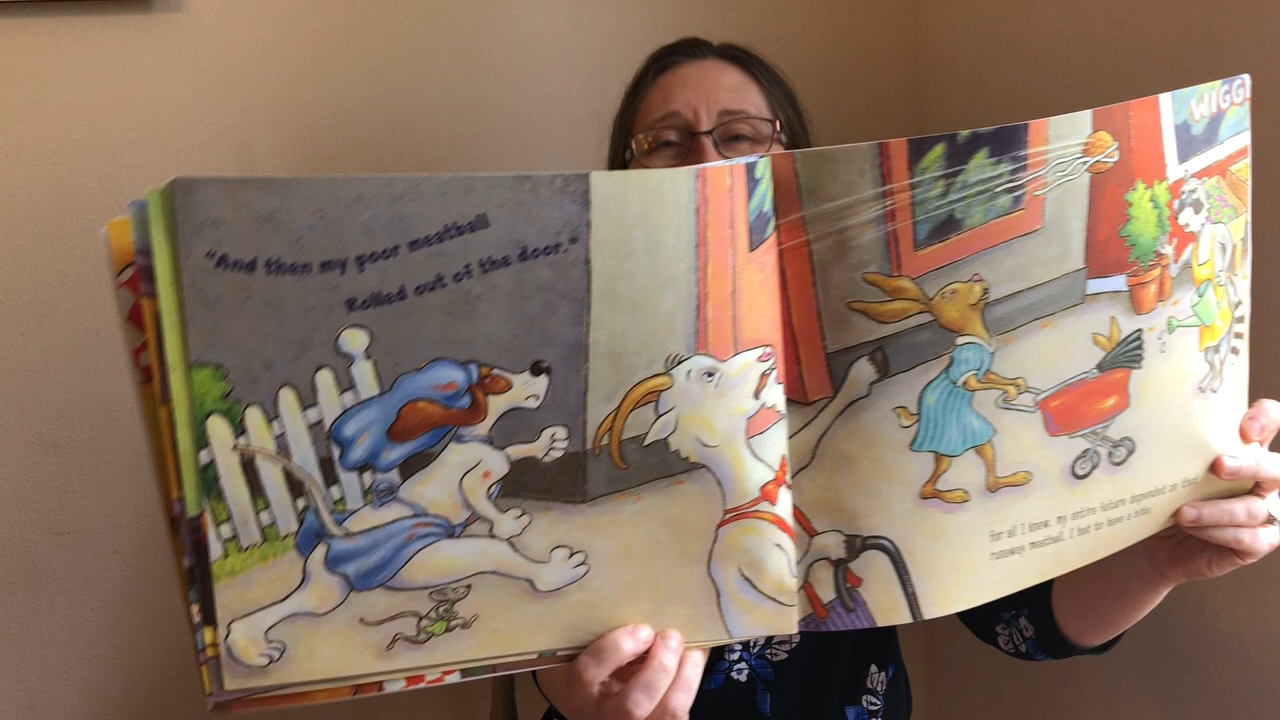 "And then my poor meatball
Rolled out of the door."
WIGGI
For all I knew, my entire future depended on that
runaway meatball. I had to have a bite.